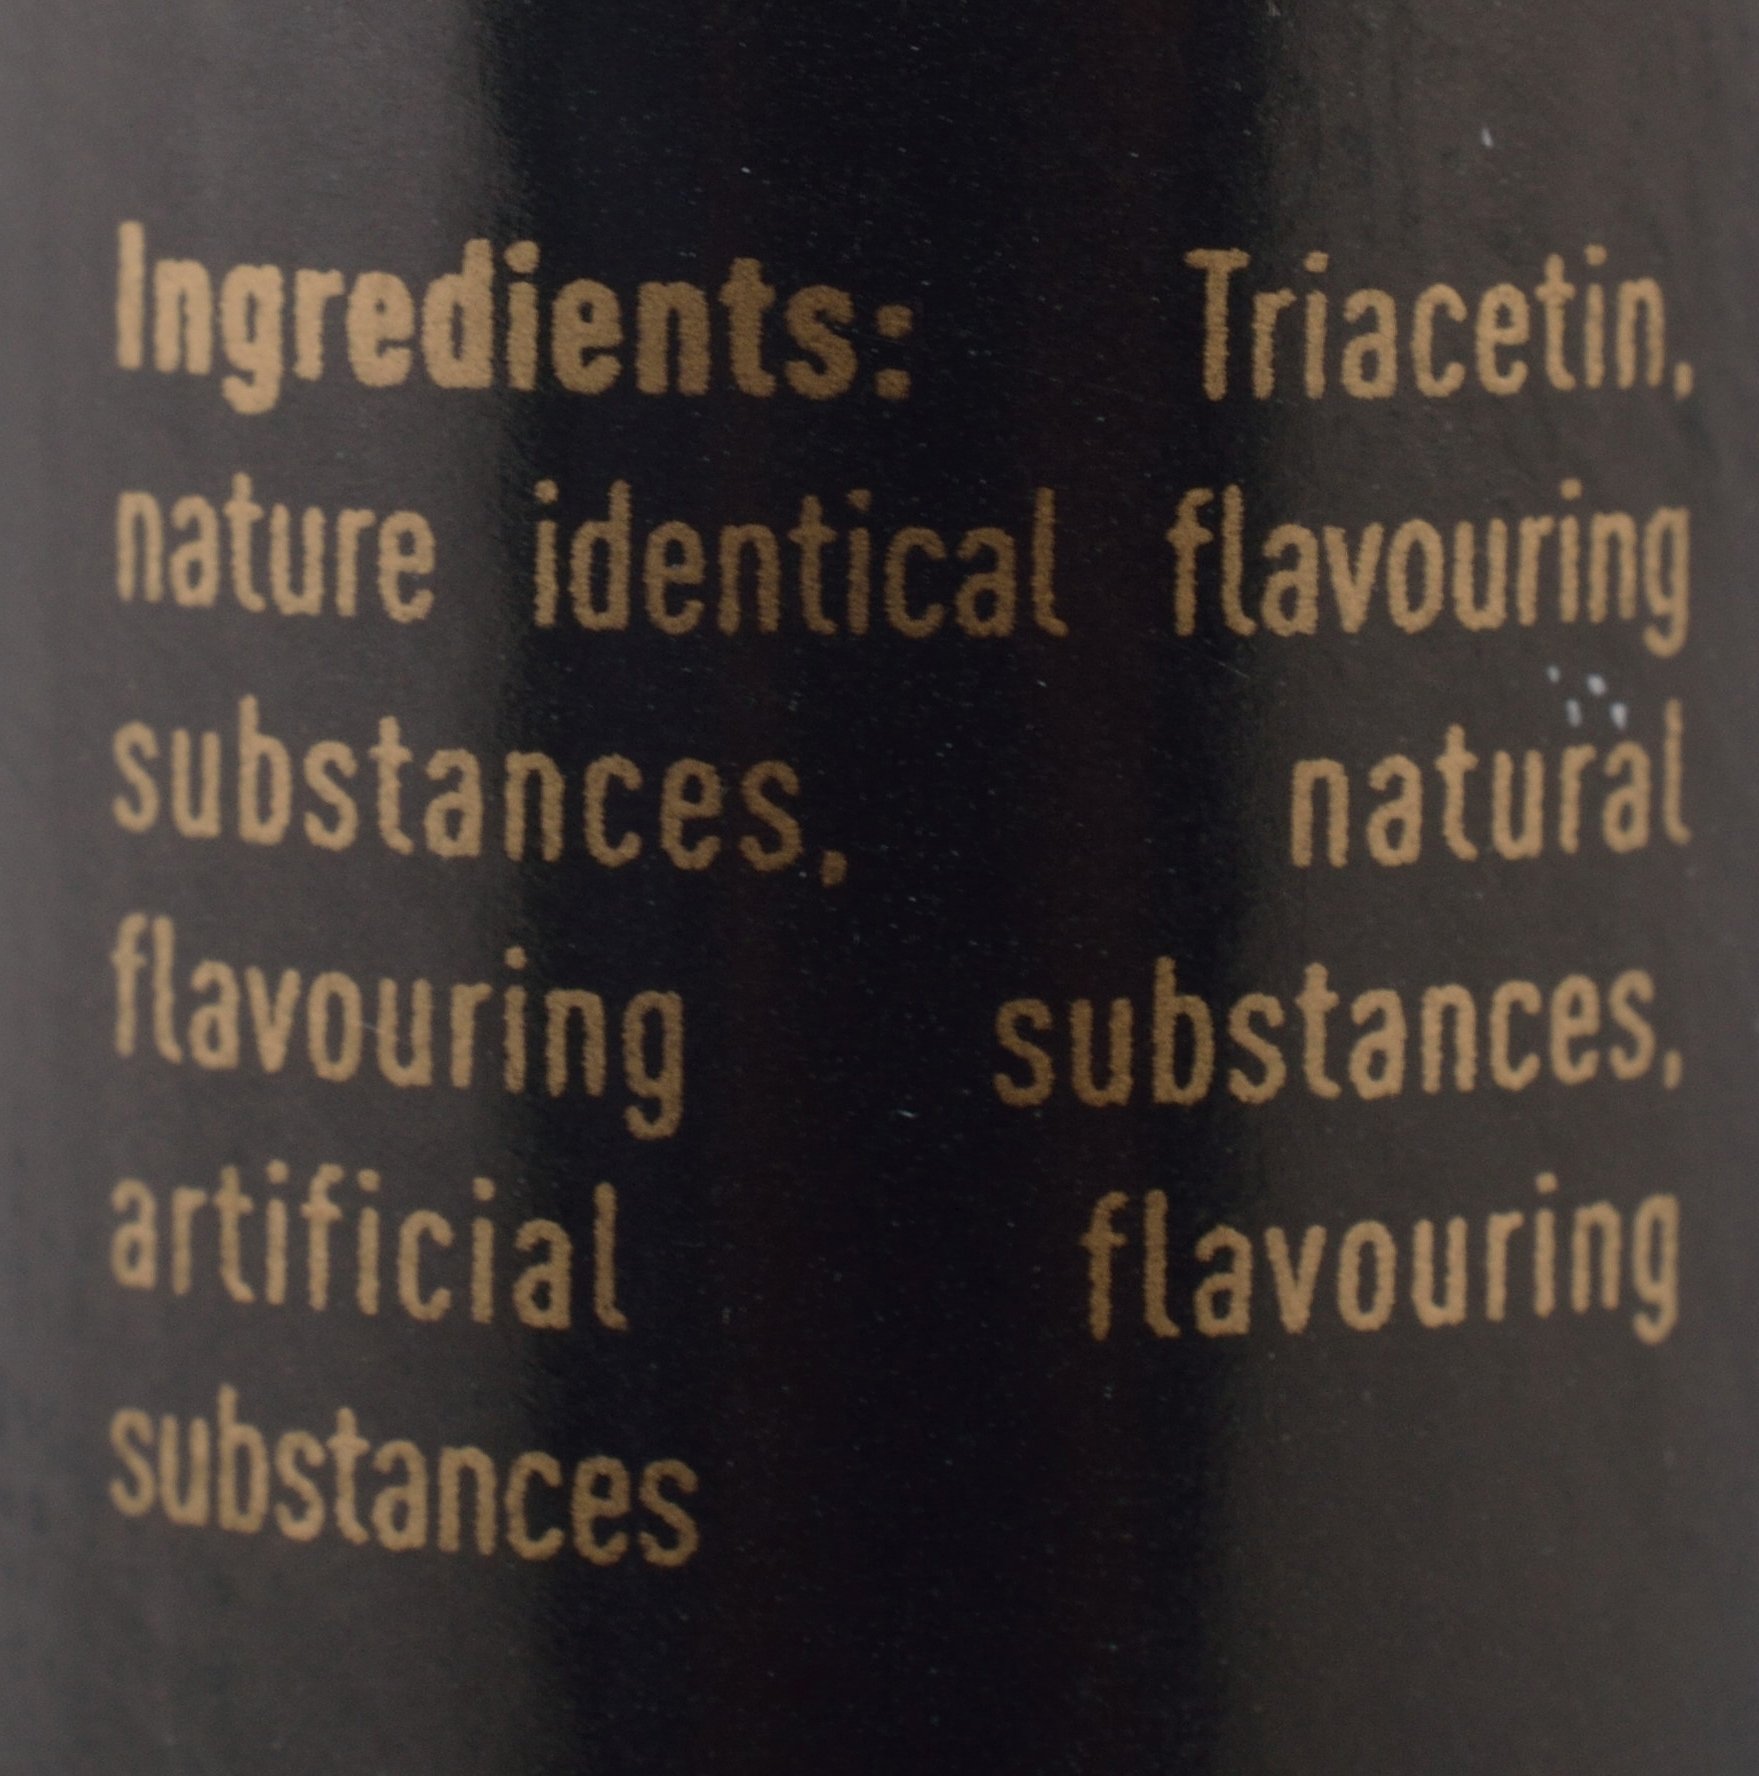 Ingredients: Triacetin,
nature identical flavouring
substances, natural
flavouring substances,
artificial flavouring
substances